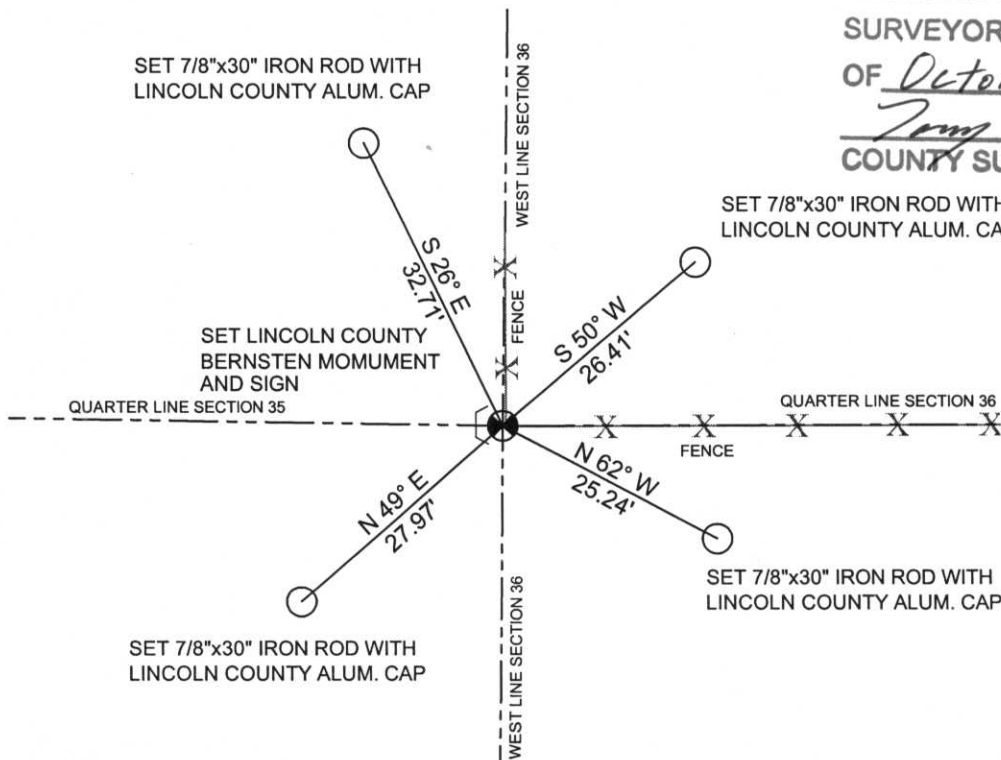 SURVEYOR
OF Octo
Tony
COUNTY SU
SET 7/8"x30" IRON ROD WITH
LINCOLN COUNTY ALUM. CAP
WEST LINE SECTION 36
SET 7/8"x30" IRON ROD WITH
LINCOLN COUNTY ALUM. CA
S 26° E
32.71'
X
FENCE
X
S 50° W
26.41'
SET LINCOLN COUNTY
BERNSTEN MOMUMENT
AND SIGN
QUARTER LINE SECTION 35
QUARTER LINE SECTION 36
X X X X X
FENCE
N 49° E
27.97'
N 62° W
25.24'
SET 7/8"x30" IRON ROD WITH
LINCOLN COUNTY ALUM. CAP
SET 7/8"x30" IRON ROD WITH
LINCOLN COUNTY ALUM. CAP
WEST LINE SECTION 36